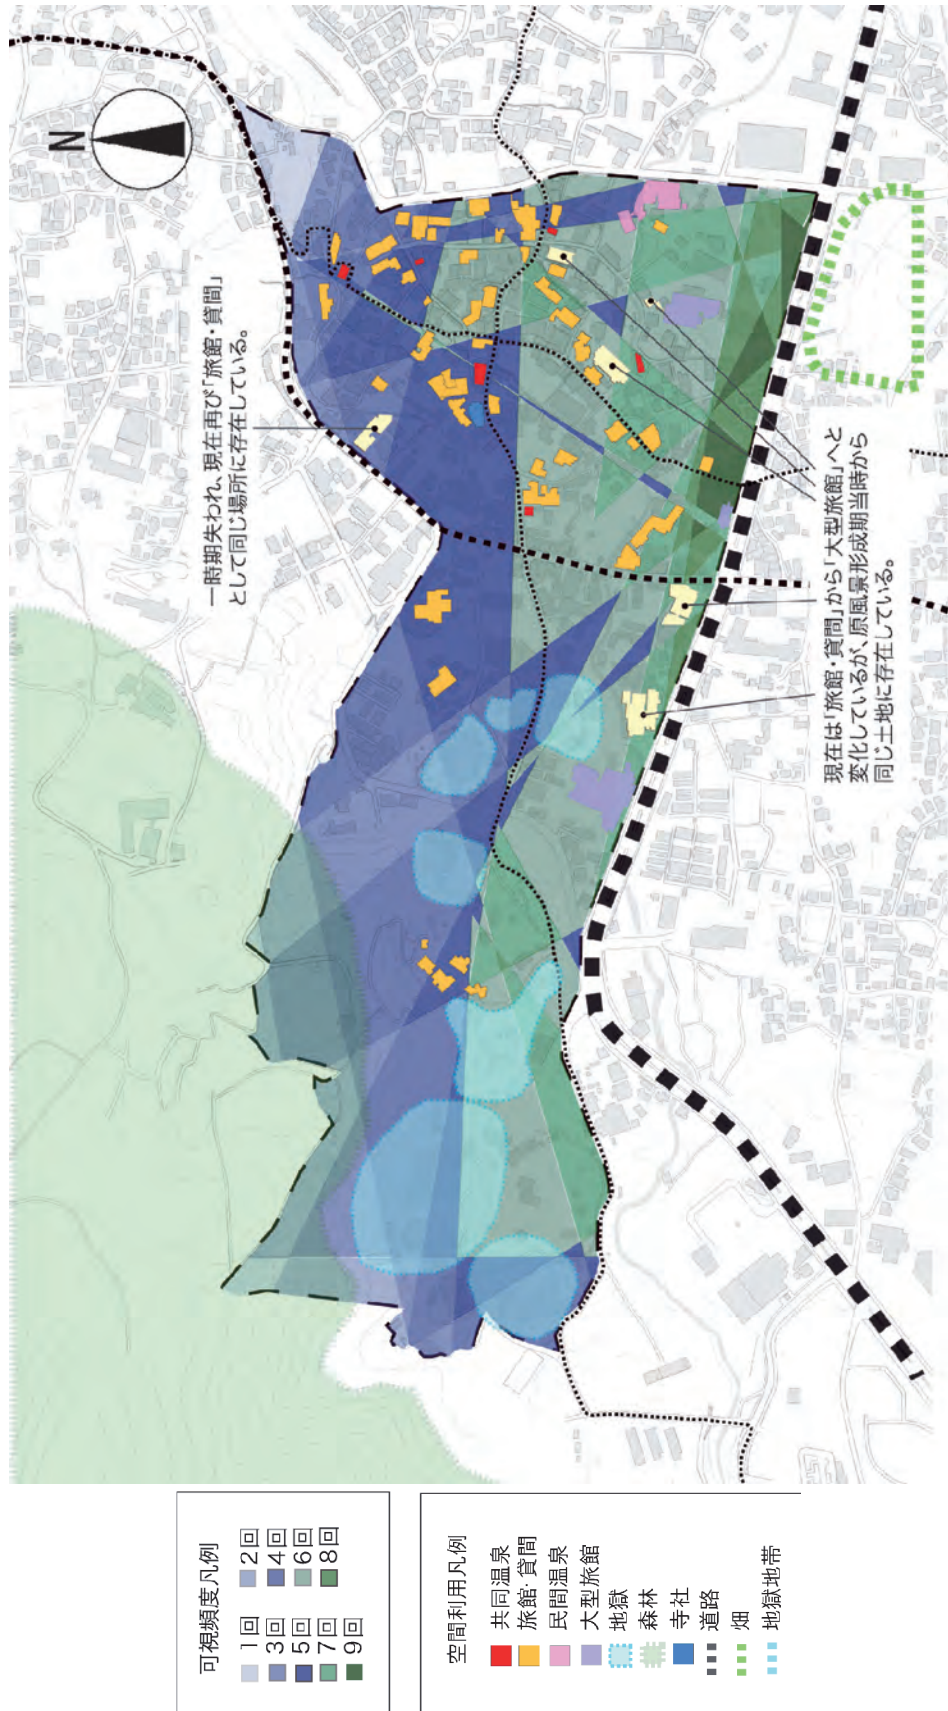 N
一時期失われ、現在再び「旅館・貸間」
として同じ場所に存在している。
現在は「旅館・貸間」から「大型旅館」へと
変化しているが、原風景形成期当時から
同じ土地に存在している。
可視頻度凡例
1回
2回
3回
4回
5回
6回
7回
8回
9回
空間利用凡例
共同温泉
旅館・貸間
民間温泉
大型旅館
地獄
森林
寺社
道路
畑
地獄地帯